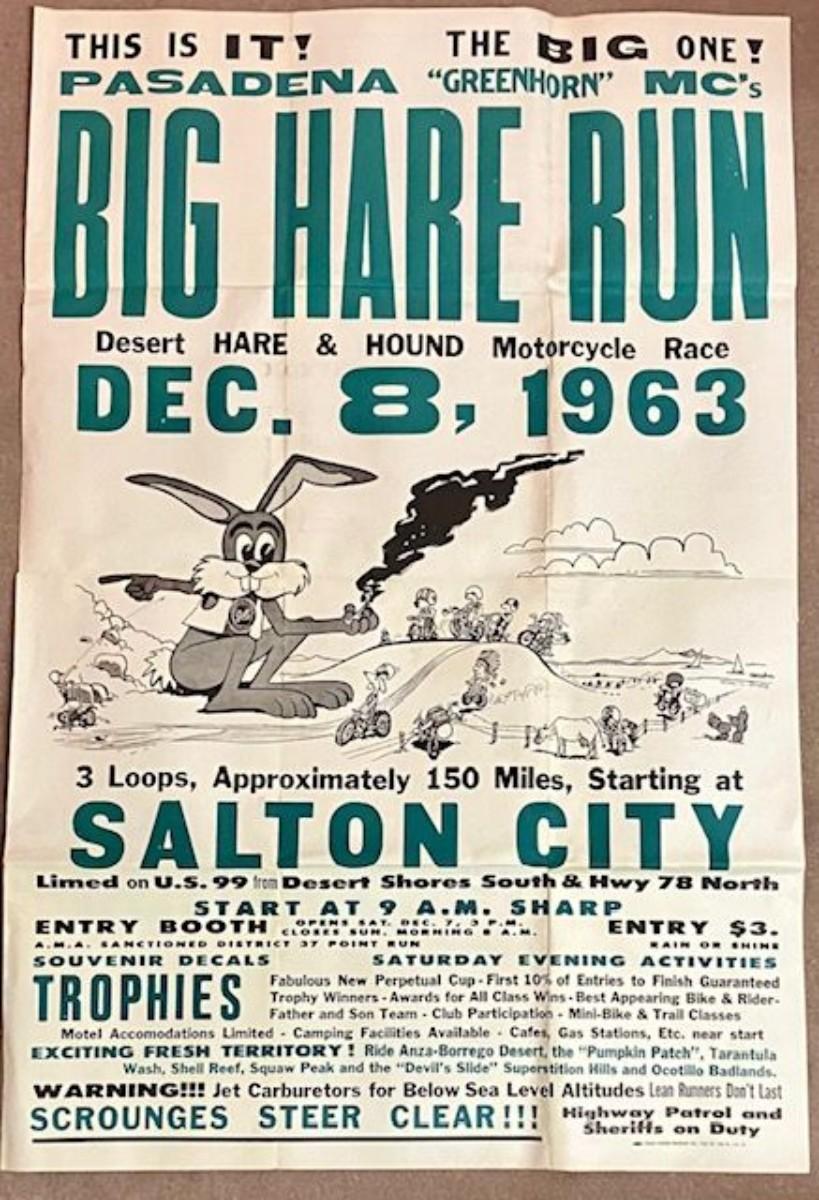 THIS IS IT! THE BIG ONE!
PASADENA "GREENHORN" MC's
BIG HARE RUN
Desert HARE & HOUND Motorcycle Race
DEC. 8, 1963
3 Loops, Approximately 150 Miles, Starting at
SALTON CITY
Limed on U.S. 99 from Desert Shores South & Hwy 78 North
START AT 9 A.M. SHARP
ENTRY BOOTH OPENS SAT. DEC. 7, 3 P.M. ENTRY $3.
CLOSES SUN. MORNING 8 A.M.
A.M.A. SANCTIONED DISTRICT 37 POINT RUN RAIN OR SHINE
SOUVENIR DECALS SATURDAY EVENING ACTIVITIES
TROPHIES
Fabulous New Perpetual Cup - First 10% of Entries to Finish Guaranteed
Trophy Winners - Awards for All Class Wins - Best Appearing Bike & Rider-
Father and Son Team - Club Participation - Mini-Bike & Trail Classes
Motel Accomodations Limited - Camping Facilities Available - Cafes, Gas Stations, Etc. near start
EXCITING FRESH TERRITORY! Ride Anza-Borrego Desert, the "Pumpkin Patch", Tarantula
Wash, Shell Reef, Squaw Peak and the "Devil's Slide" Superstition Hills and Ocotillo Badlands.
WARNING!!! Jet Carburetors for Below Sea Level Altitudes Lean Runners Don't Last
SCROUNGES STEER CLEAR!!! Highway Patrol and
Sheriffs on Duty